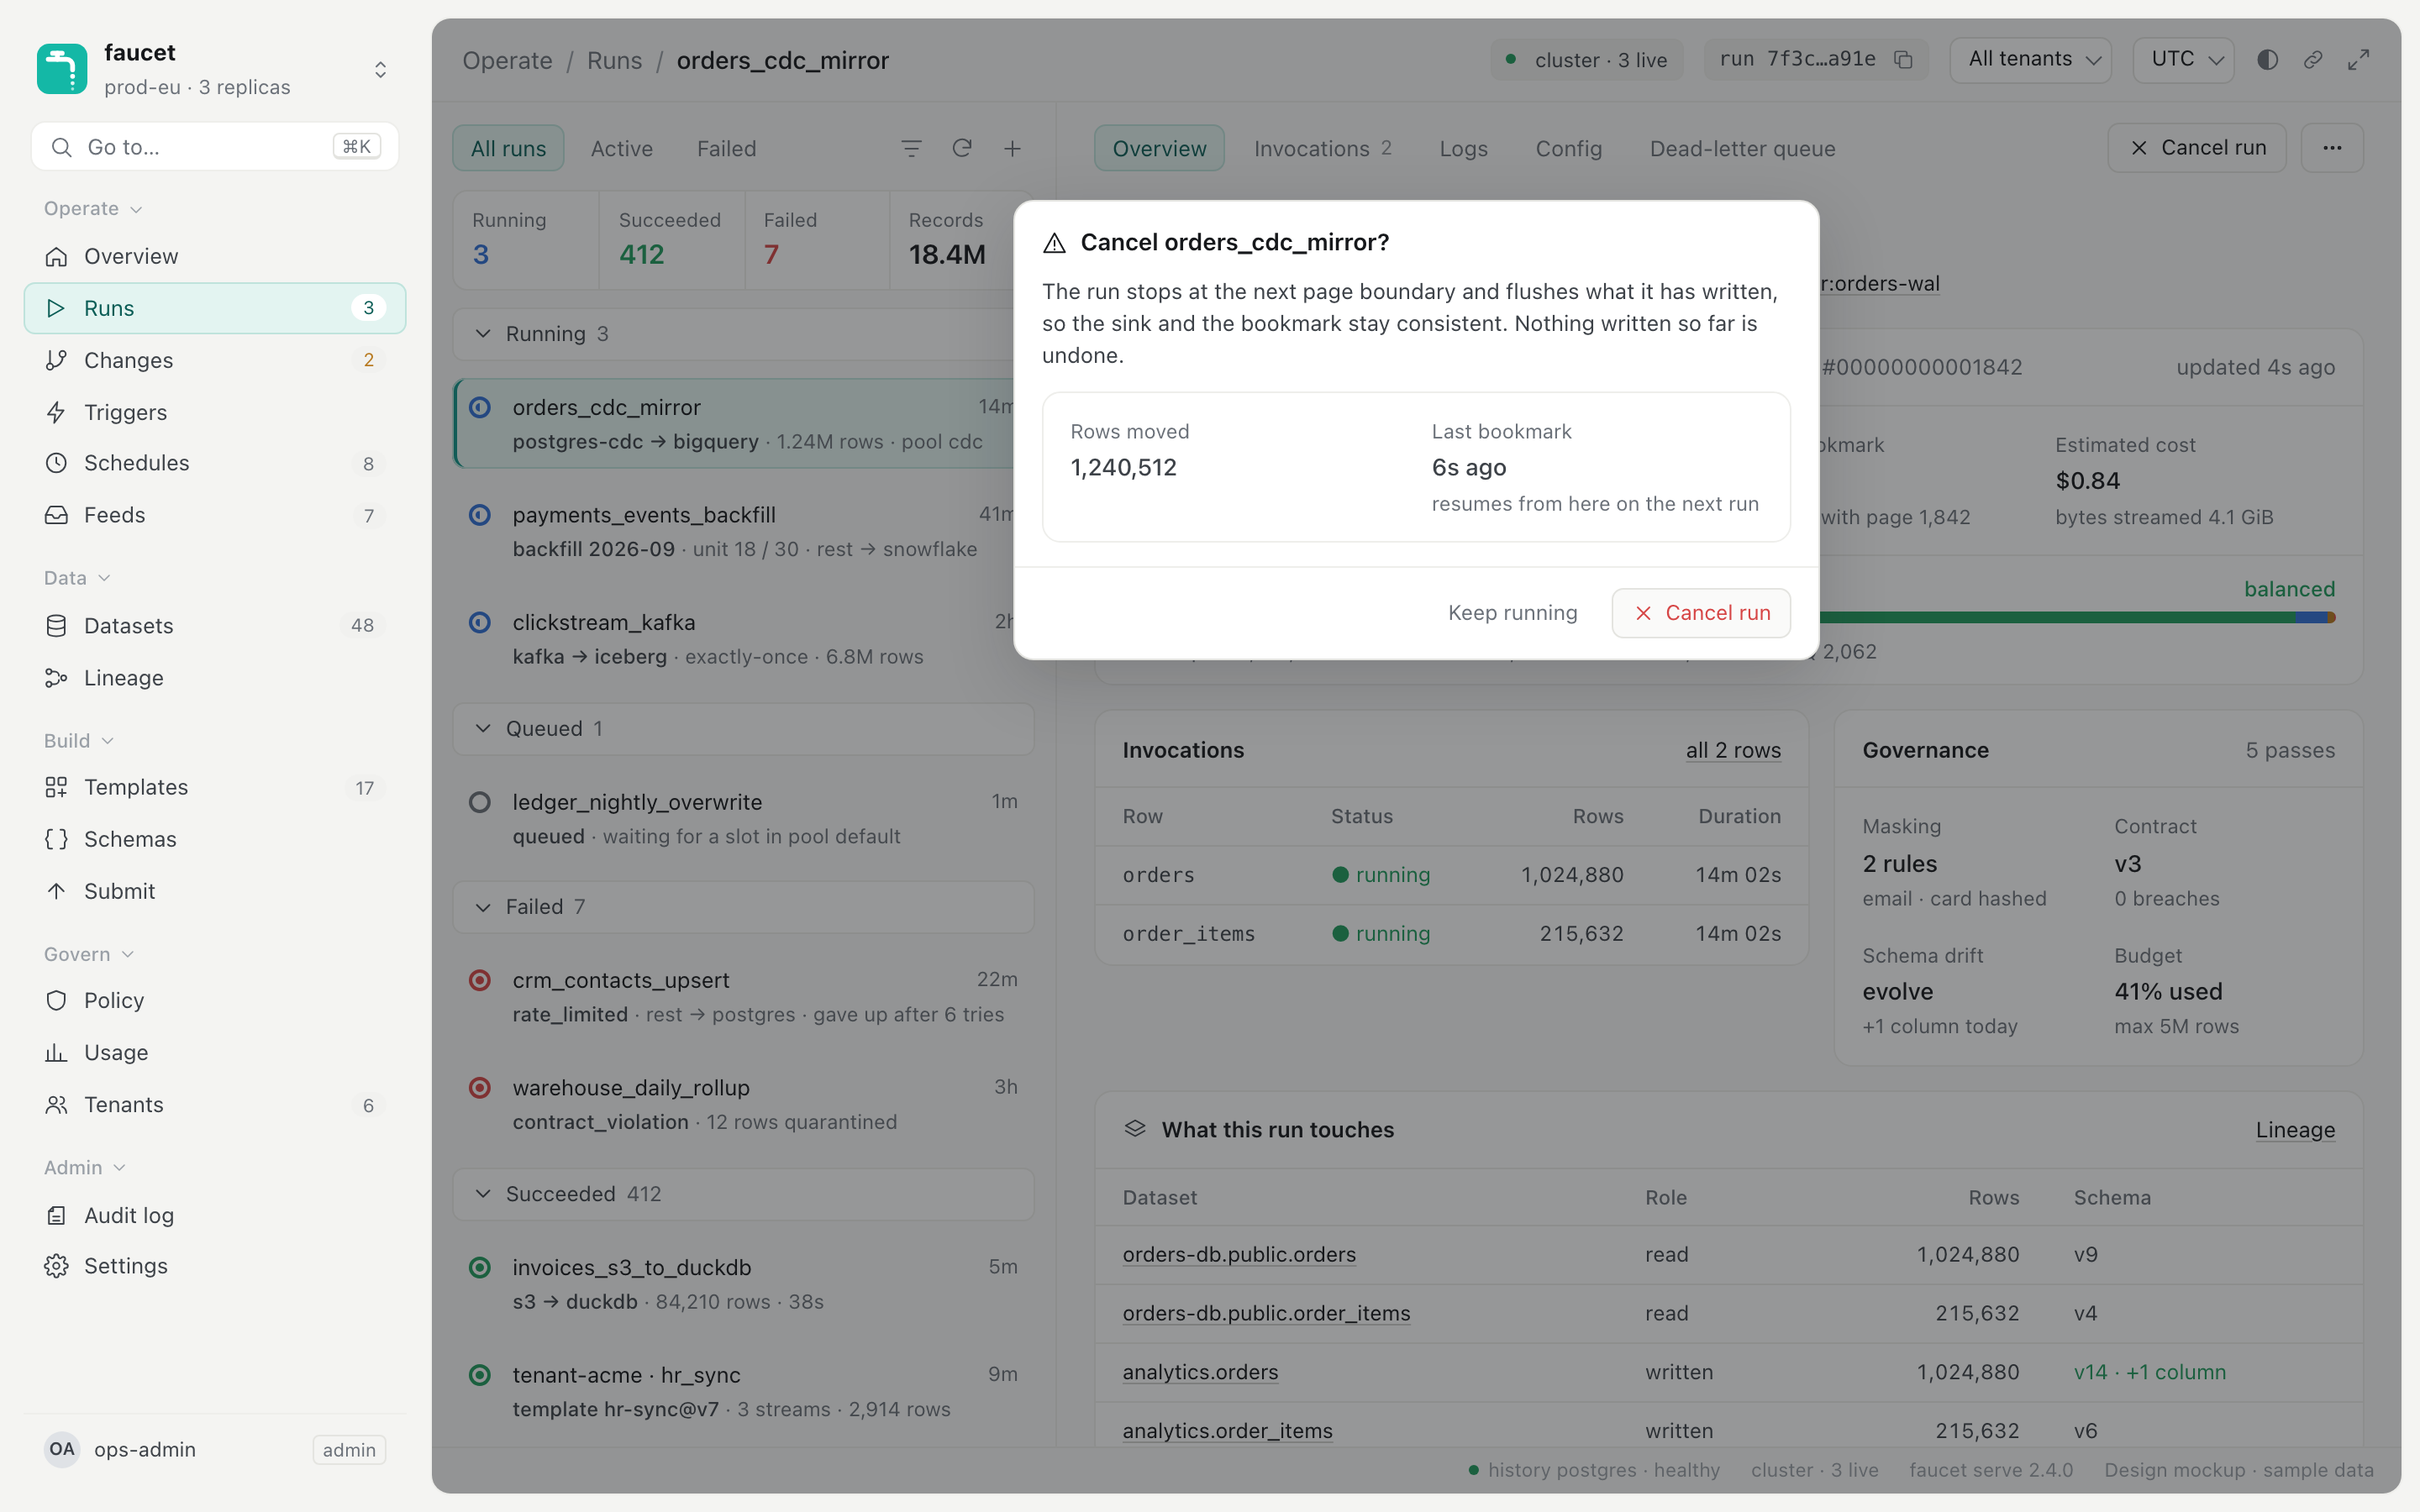 faucet
prod-eu · 3 replicas
Go to... ⌘K
Operate
Overview
Runs 3
Changes 2
Triggers
Schedules 8
Feeds 7
Data
Datasets 48
Lineage
Build
Templates 17
Schemas
Submit
Govern
Policy
Usage
Tenants 6
Admin
Audit log
Settings
OA ops-admin admin
Operate / Runs / orders_cdc_mirror
cluster · 3 live
run 7f3c…a91e
All tenants
UTC
All runs Active Failed
Running Succeeded Failed Records
3 412 7 18.4M
Running 3
orders_cdc_mirror 14m
postgres-cdc → bigquery · 1.24M rows · pool cdc
payments_events_backfill 41m
backfill 2026-09 · unit 18 / 30 · rest → snowflake
clickstream_kafka 2h
kafka → iceberg · exactly-once · 6.8M rows
Queued 1
ledger_nightly_overwrite 1m
queued · waiting for a slot in pool default
Failed 7
crm_contacts_upsert 22m
rate_limited · rest → postgres · gave up after 6 tries
warehouse_daily_rollup 3h
contract_violation · 12 rows quarantined
Succeeded 412
invoices_s3_to_duckdb 5m
s3 → duckdb · 84,210 rows · 38s
tenant-acme · hr_sync 9m
template hr-sync@v7 · 3 streams · 2,914 rows
Overview Invocations 2 Logs Config Dead-letter queue
Cancel run
Cancel orders_cdc_mirror?
The run stops at the next page boundary and flushes what it has written,
so the sink and the bookmark stay consistent. Nothing written so far is
undone.
Rows moved Last bookmark
1,240,512 6s ago
resumes from here on the next run
Keep running Cancel run
r:orders-wal
#00000000001842 updated 4s ago
okmark Estimated cost
$0.84
with page 1,842 bytes streamed 4.1 GiB
balanced
2,062
Invocations all 2 rows
Row Status Rows Duration
orders running 1,024,880 14m 02s
order_items running 215,632 14m 02s
Governance 5 passes
Masking Contract
2 rules v3
email · card hashed 0 breaches
Schema drift Budget
evolve 41% used
+1 column today max 5M rows
What this run touches Lineage
Dataset Role Rows Schema
orders-db.public.orders read 1,024,880 v9
orders-db.public.order_items read 215,632 v4
analytics.orders written 1,024,880 v14 · +1 column
analytics.order_items written 215,632 v6
history postgres · healthy cluster · 3 live faucet serve 2.4.0 Design mockup · sample data